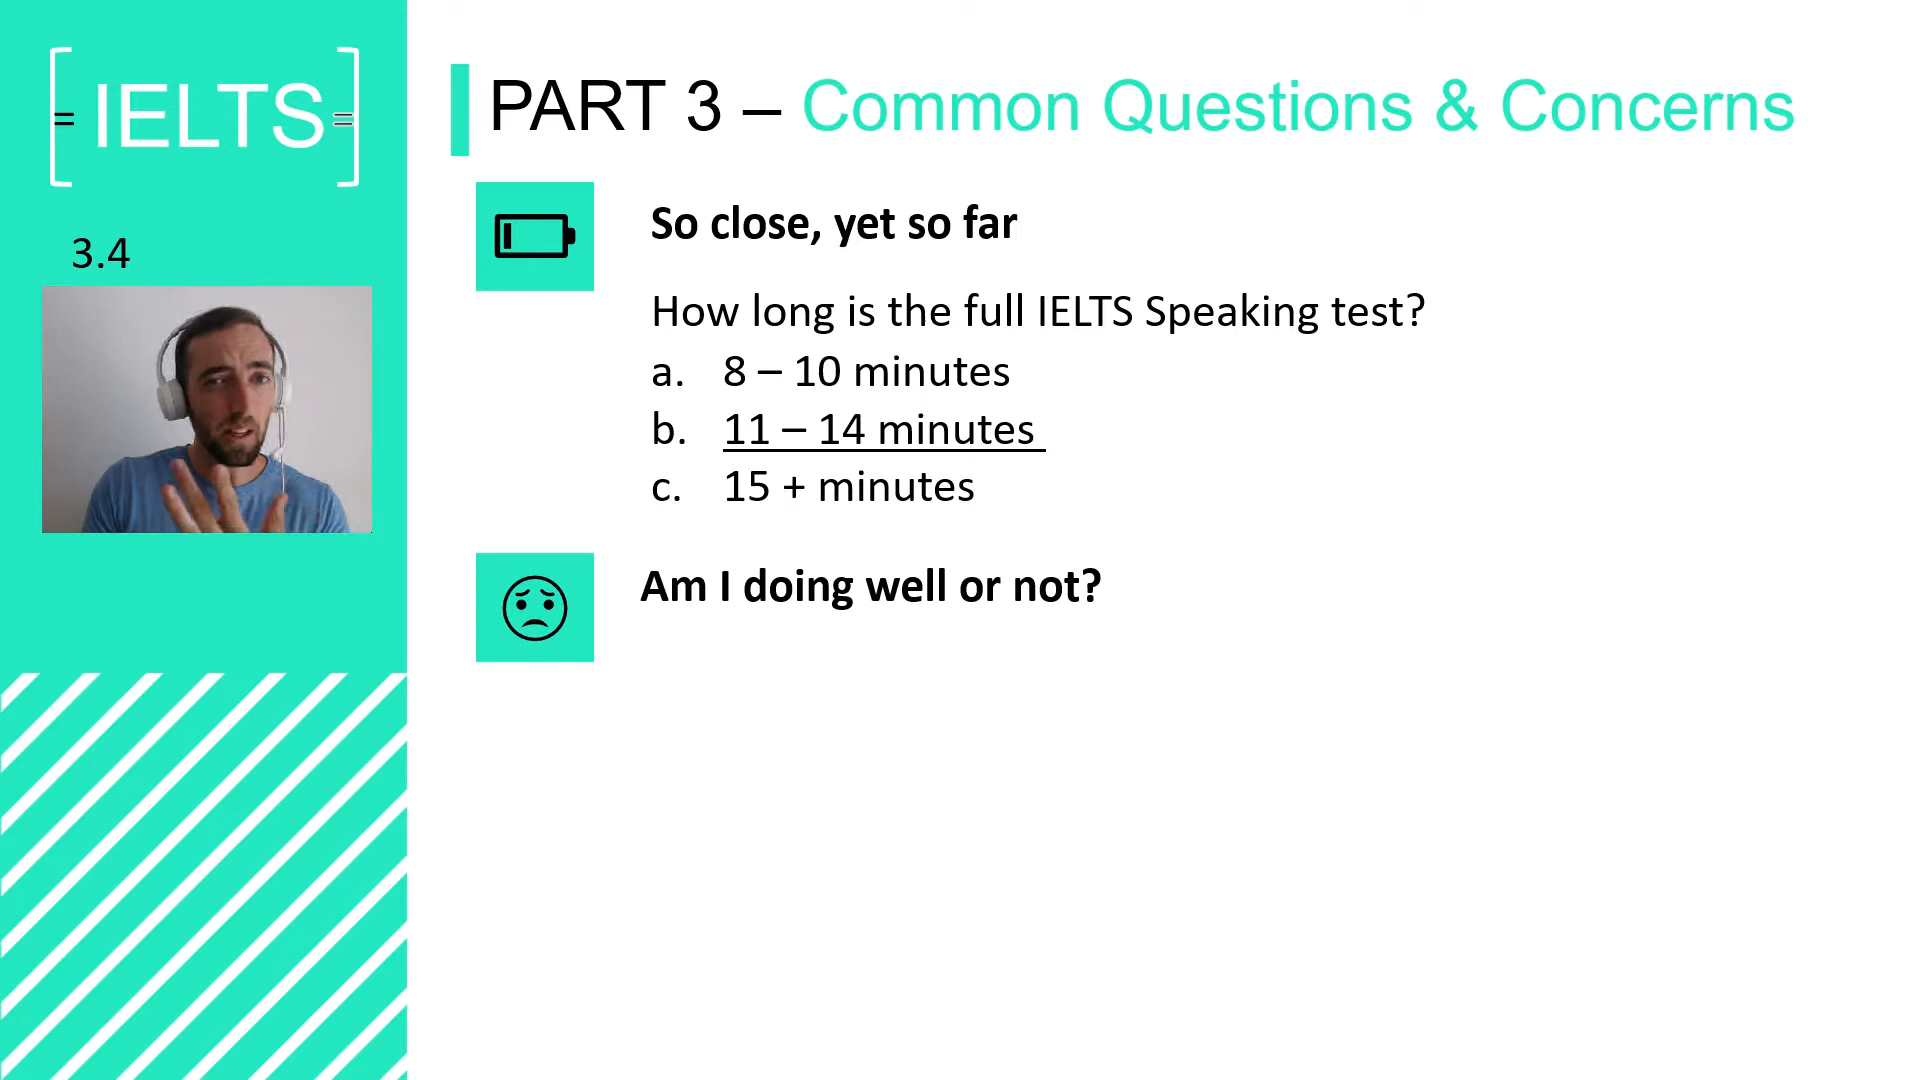 = IELTS =
3.4
PART 3 – Common Questions & Concerns
So close, yet so far
How long is the full IELTS Speaking test?
a. 8 – 10 minutes
b. 11 – 14 minutes
c. 15 + minutes
Am I doing well or not?